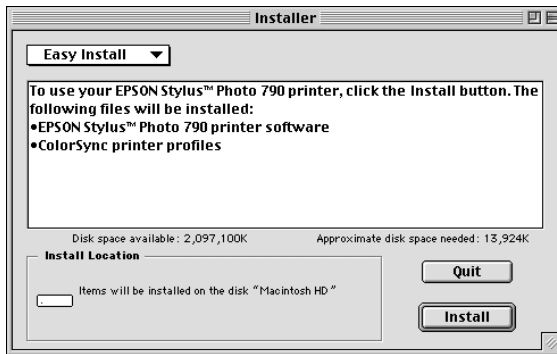 Installer
Easy Install
To use your EPSON Stylus™ Photo 790 printer, click the Install button. The
following files will be installed:
•EPSON Stylus™ Photo 790 printer software
•ColorSync printer profiles
Disk space available: 2,097,100K
Approximate disk space needed: 13,924K
Install Location
Items will be installed on the disk “Macintosh HD”
Quit
Install